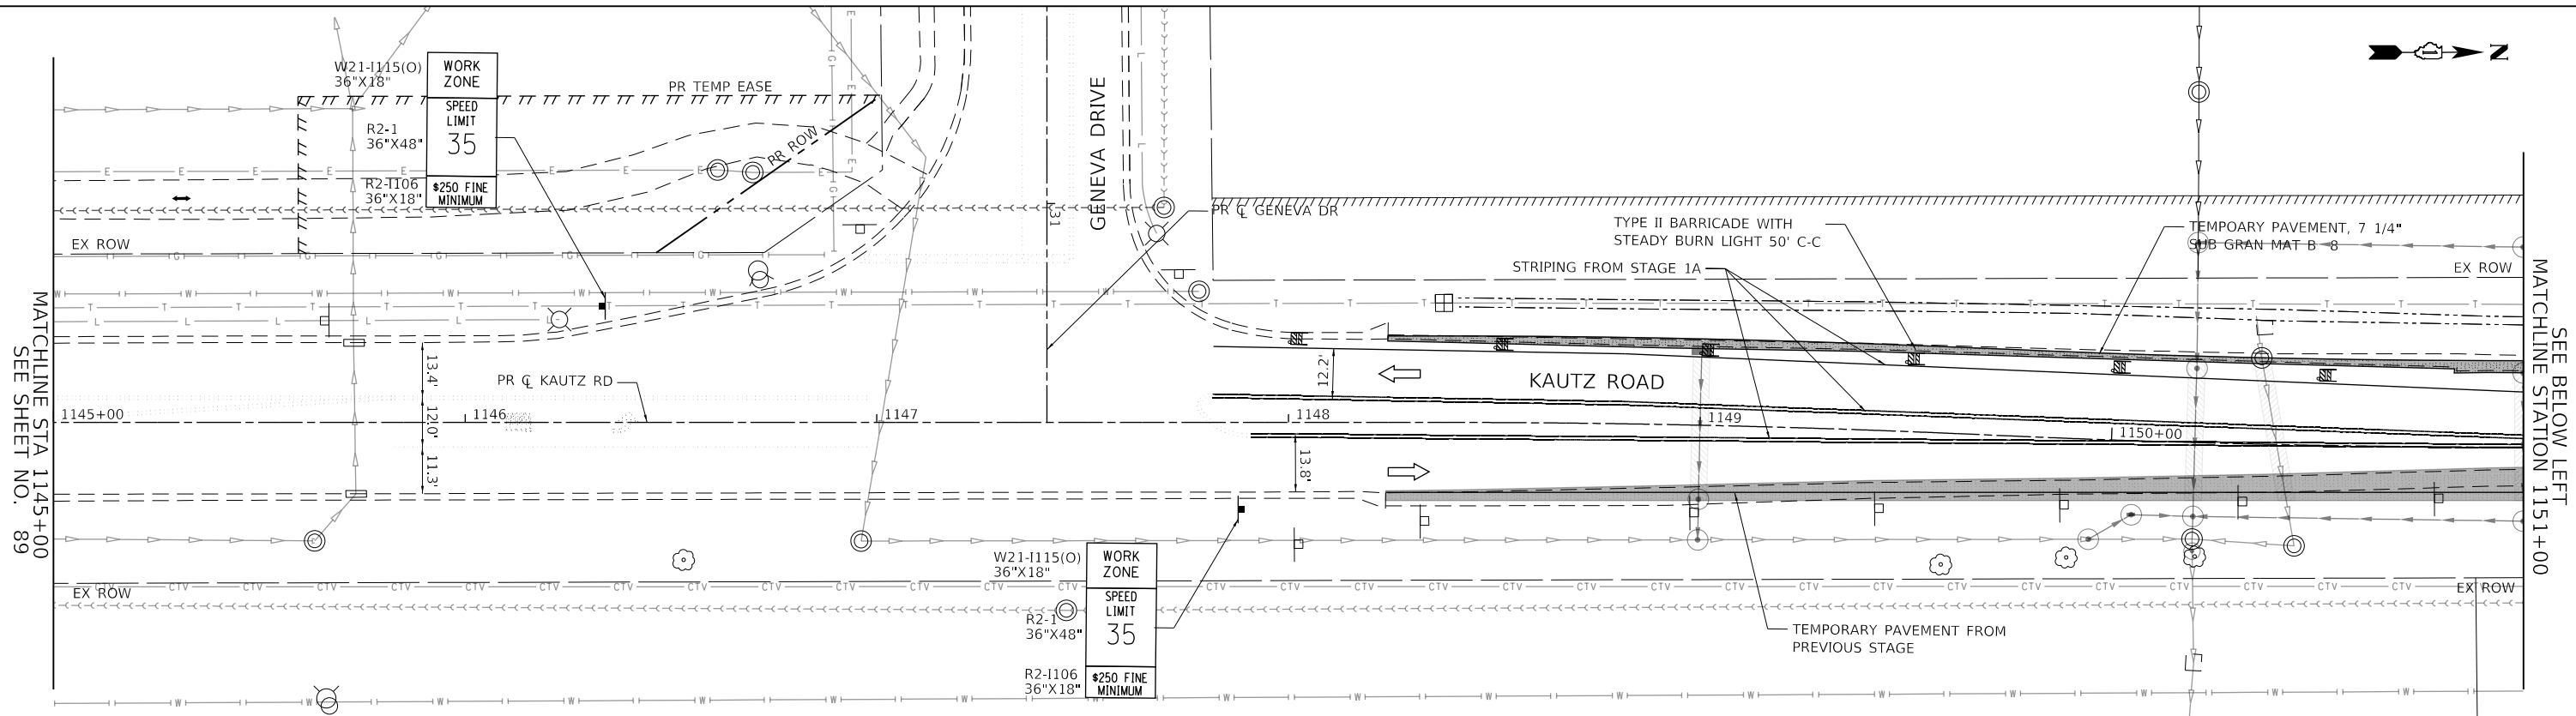 W21-I115(O)
36"X18"
WORK
ZONE
SPEED
LIMIT
35
R2-1
36"X48"
R2-I106
36"X18"
$250 FINE
MINIMUM
PR TEMP EASE
PR ROW
GENEVA DRIVE
31
PR ℄ GENEVA DR
N
TYPE II BARRICADE WITH
STEADY BURN LIGHT 50' C-C
TEMPOARY PAVEMENT, 7 1/4"
SUB GRAN MAT B 8
STRIPING FROM STAGE 1A
EX ROW
EX ROW
MATCHLINE STA 1145+00
SEE SHEET NO. 89
SEE BELOW LEFT
MATCHLINE STATION 1151+00
13.4'
12.0'
11.3'
PR ℄ KAUTZ RD
12.2'
KAUTZ ROAD
1145+00
1146
1147
1148
1149
1150+00
13.8'
W21-I115(O)
36"X18"
WORK
ZONE
SPEED
LIMIT
35
R2-1
36"X48"
R2-I106
36"X18"
$250 FINE
MINIMUM
EX ROW
EX ROW
TEMPORARY PAVEMENT FROM
PREVIOUS STAGE